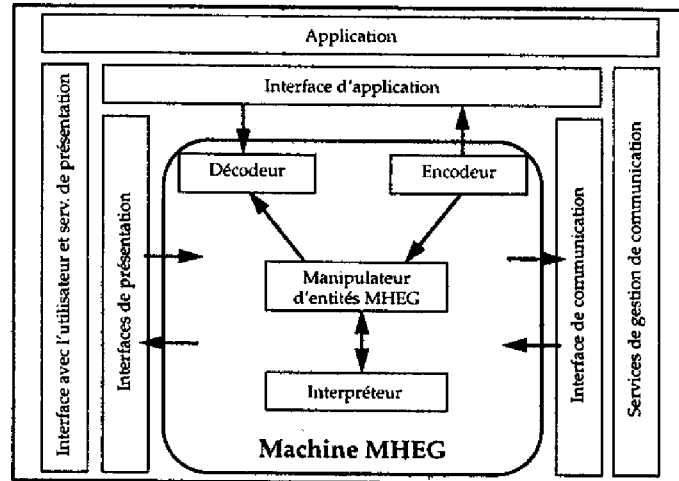 Application
Interface d'application
Interface avec l'utilisateur et serv. de présentation
Interfaces de présentation
Décodeur
Encodeur
Manipulateur
d'entités MHEG
Interpréteur
Machine MHEG
Interface de communication
Services de gestion de communication